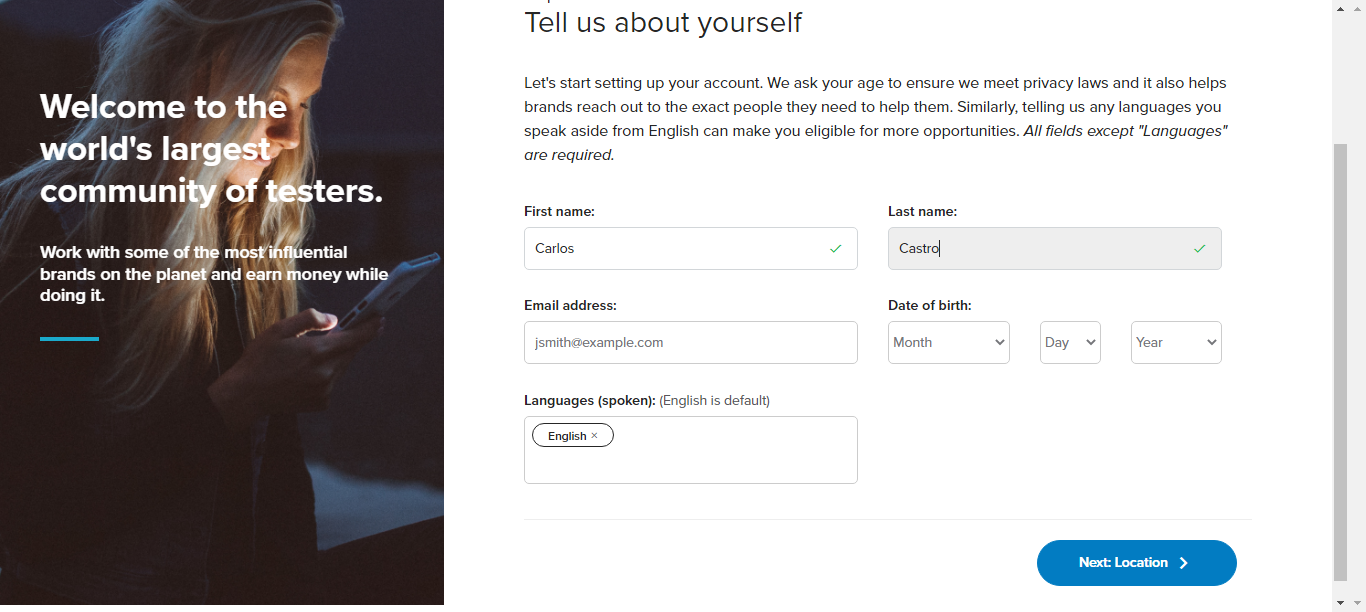 Welcome to the
world's largest
community of testers.
Work with some of the most influential
brands on the planet and earn money while
doing it.
Tell us about yourself
Let's start setting up your account. We ask your age to ensure we meet privacy laws and it also helps
brands reach out to the exact people they need to help them. Similarly, telling us any languages you
speak aside from English can make you eligible for more opportunities. All fields except "Languages"
are required.
First name:
Last name:
Carlos
Castro
Email address:
Date of birth:
jsmith@example.com
Month
Day
Year
Languages (spoken): (English is default)
English ×
Next: Location